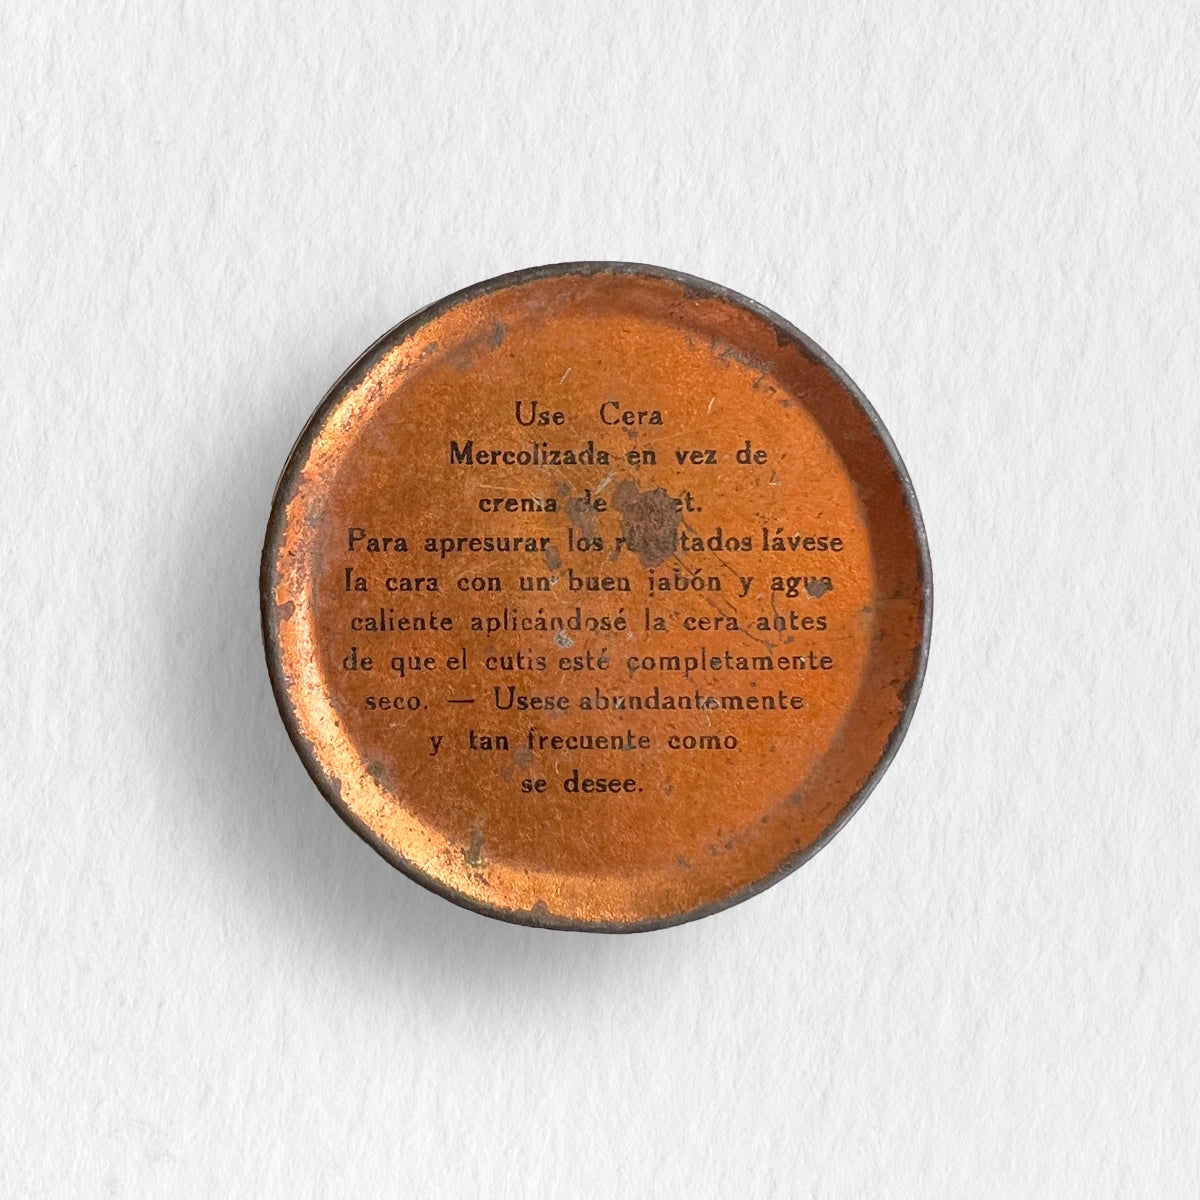 Use Cera
Mercolizada en vez de
crema de
Para apresurar los resultados lávese
la cara con un buen jabón y agua
caliente aplicándosé la cera antes
de que el cutis esté completamente
seco. — Usese abundantemente
y tan frecuente como
se desee.